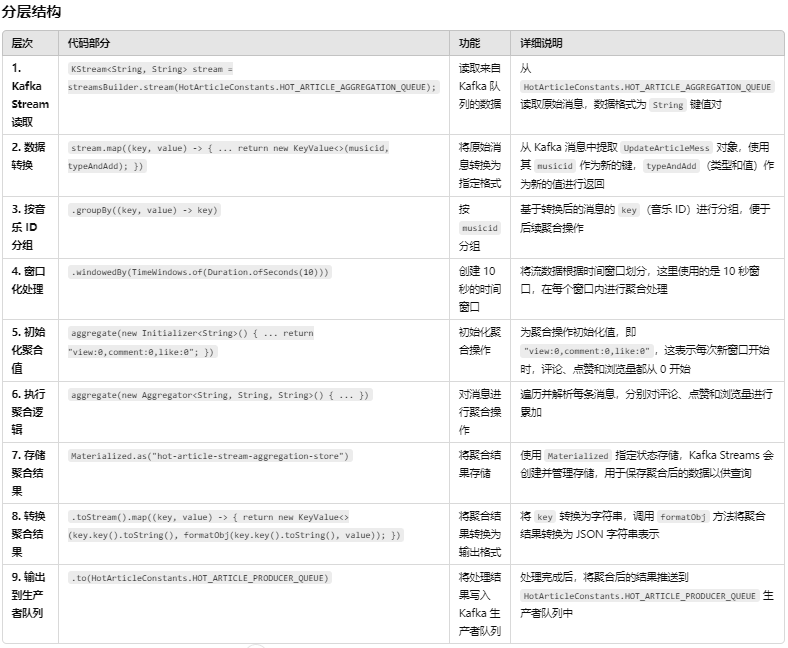 分层结构
层次 代码部分 功能 详细说明
1.
Kafka
Stream
读取
KStream<String, String> stream =
streamsBuilder.stream(HotArticleConstants.HOT_ARTICLE_AGGREGATION_QUEUE);
读取来自
Kafka 队
列的数据
从
HotArticleConstants.HOT_ARTICLE_AGGREGATION_QUEUE
读取原始消息，数据格式为 String 键值对
2. 数据
转换
stream.map((key, value) -> { ... return new KeyValue<>(musicid,
typeAndAdd); })
将原始消
息转换为
指定格式
从 Kafka 消息中提取 UpdateArticleMess 对象，使用
其 musicid 作为新的键， typeAndAdd （类型和值）作
为新的值进行返回
3. 按音
乐 ID
分组
.groupBy((key, value) -> key)
按
musicid
分组
基于转换后的消息的 key （音乐 ID）进行分组，便于
后续聚合操作
4. 窗口
化处理
.windowedBy(TimeWindows.of(Duration.ofSeconds(10)))
创建 10
秒的时间
窗口
将流数据根据时间窗口划分，这里使用的是 10 秒窗
口，在每个窗口内进行聚合处理
5. 初始
化聚合
值
aggregate(new Initializer<String>() { ... return
"view:0,comment:0,like:0"; })
初始化聚
合操作
为聚合操作初始化值，即
"view:0,comment:0,like:0" ，这表示每次新窗口开始
时，评论、点赞和浏览量都从 0 开始
6. 执行
聚合逻
辑
aggregate(new Aggregator<String, String, String>() { ... })
对消息进
行聚合操
作
遍历并解析每条消息，分别对评论、点赞和浏览量进行
累加
7. 存储
聚合结
果
Materialized.as("hot-article-stream-aggregation-store")
将聚合结
果存储
使用 Materialized 指定状态存储，Kafka Streams 会
创建并管理存储，用于保存聚合后的数据以供查询
8. 转换
聚合结
果
.toStream().map((key, value) -> { return new KeyValue<>
(key.key().toString(), formatObj(key.key().toString(), value)); })
将聚合结
果转换为
输出格式
将 key 转换为字符串，调用 formatObj 方法将聚合
结果转换为 JSON 字符串表示
9. 输出
到生产
者队列
.to(HotArticleConstants.HOT_ARTICLE_PRODUCER_QUEUE)
将处理结
果写入
Kafka 生
产者队列
处理完成后，将聚合后的结果推送到
HotArticleConstants.HOT_ARTICLE_PRODUCER_QUEUE 生
产者队列中